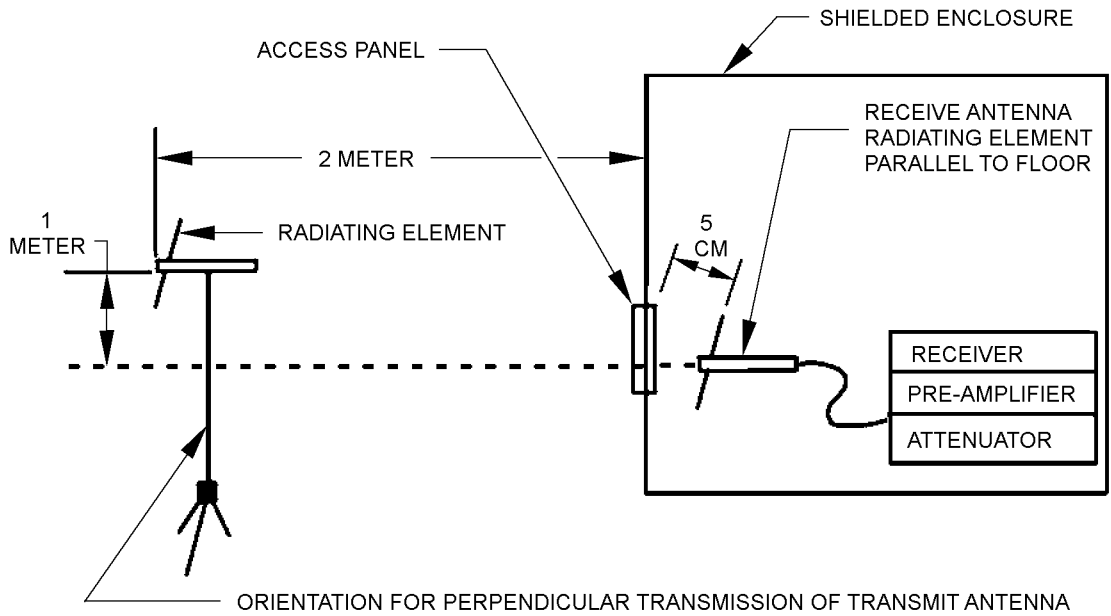 SHIELDED ENCLOSURE
ACCESS PANEL
RECEIVE ANTENNA
RADIATING ELEMENT
PARALLEL TO FLOOR
2 METER
1
METER
RADIATING ELEMENT
5
CM
RECEIVER
PRE-AMPLIFIER
ATTENUATOR
ORIENTATION FOR PERPENDICULAR TRANSMISSION OF TRANSMIT ANTENNA